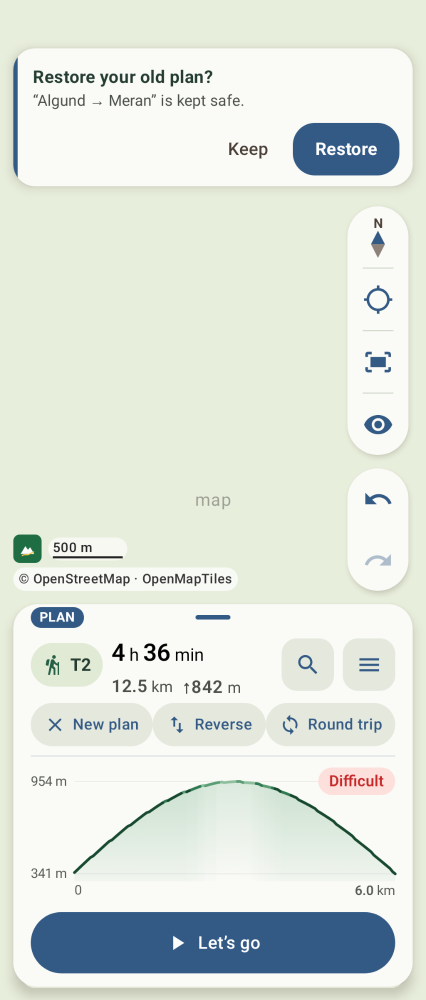 Restore your old plan?
“Algund → Meran” is kept safe.
Keep
Restore
N
map
500 m
© OpenStreetMap · OpenMapTiles
PLAN
T2
4 h 36 min
12.5 km ↑842 m
New plan
Reverse
Round trip
954 m
Difficult
341 m
0
6.0 km
Let’s go